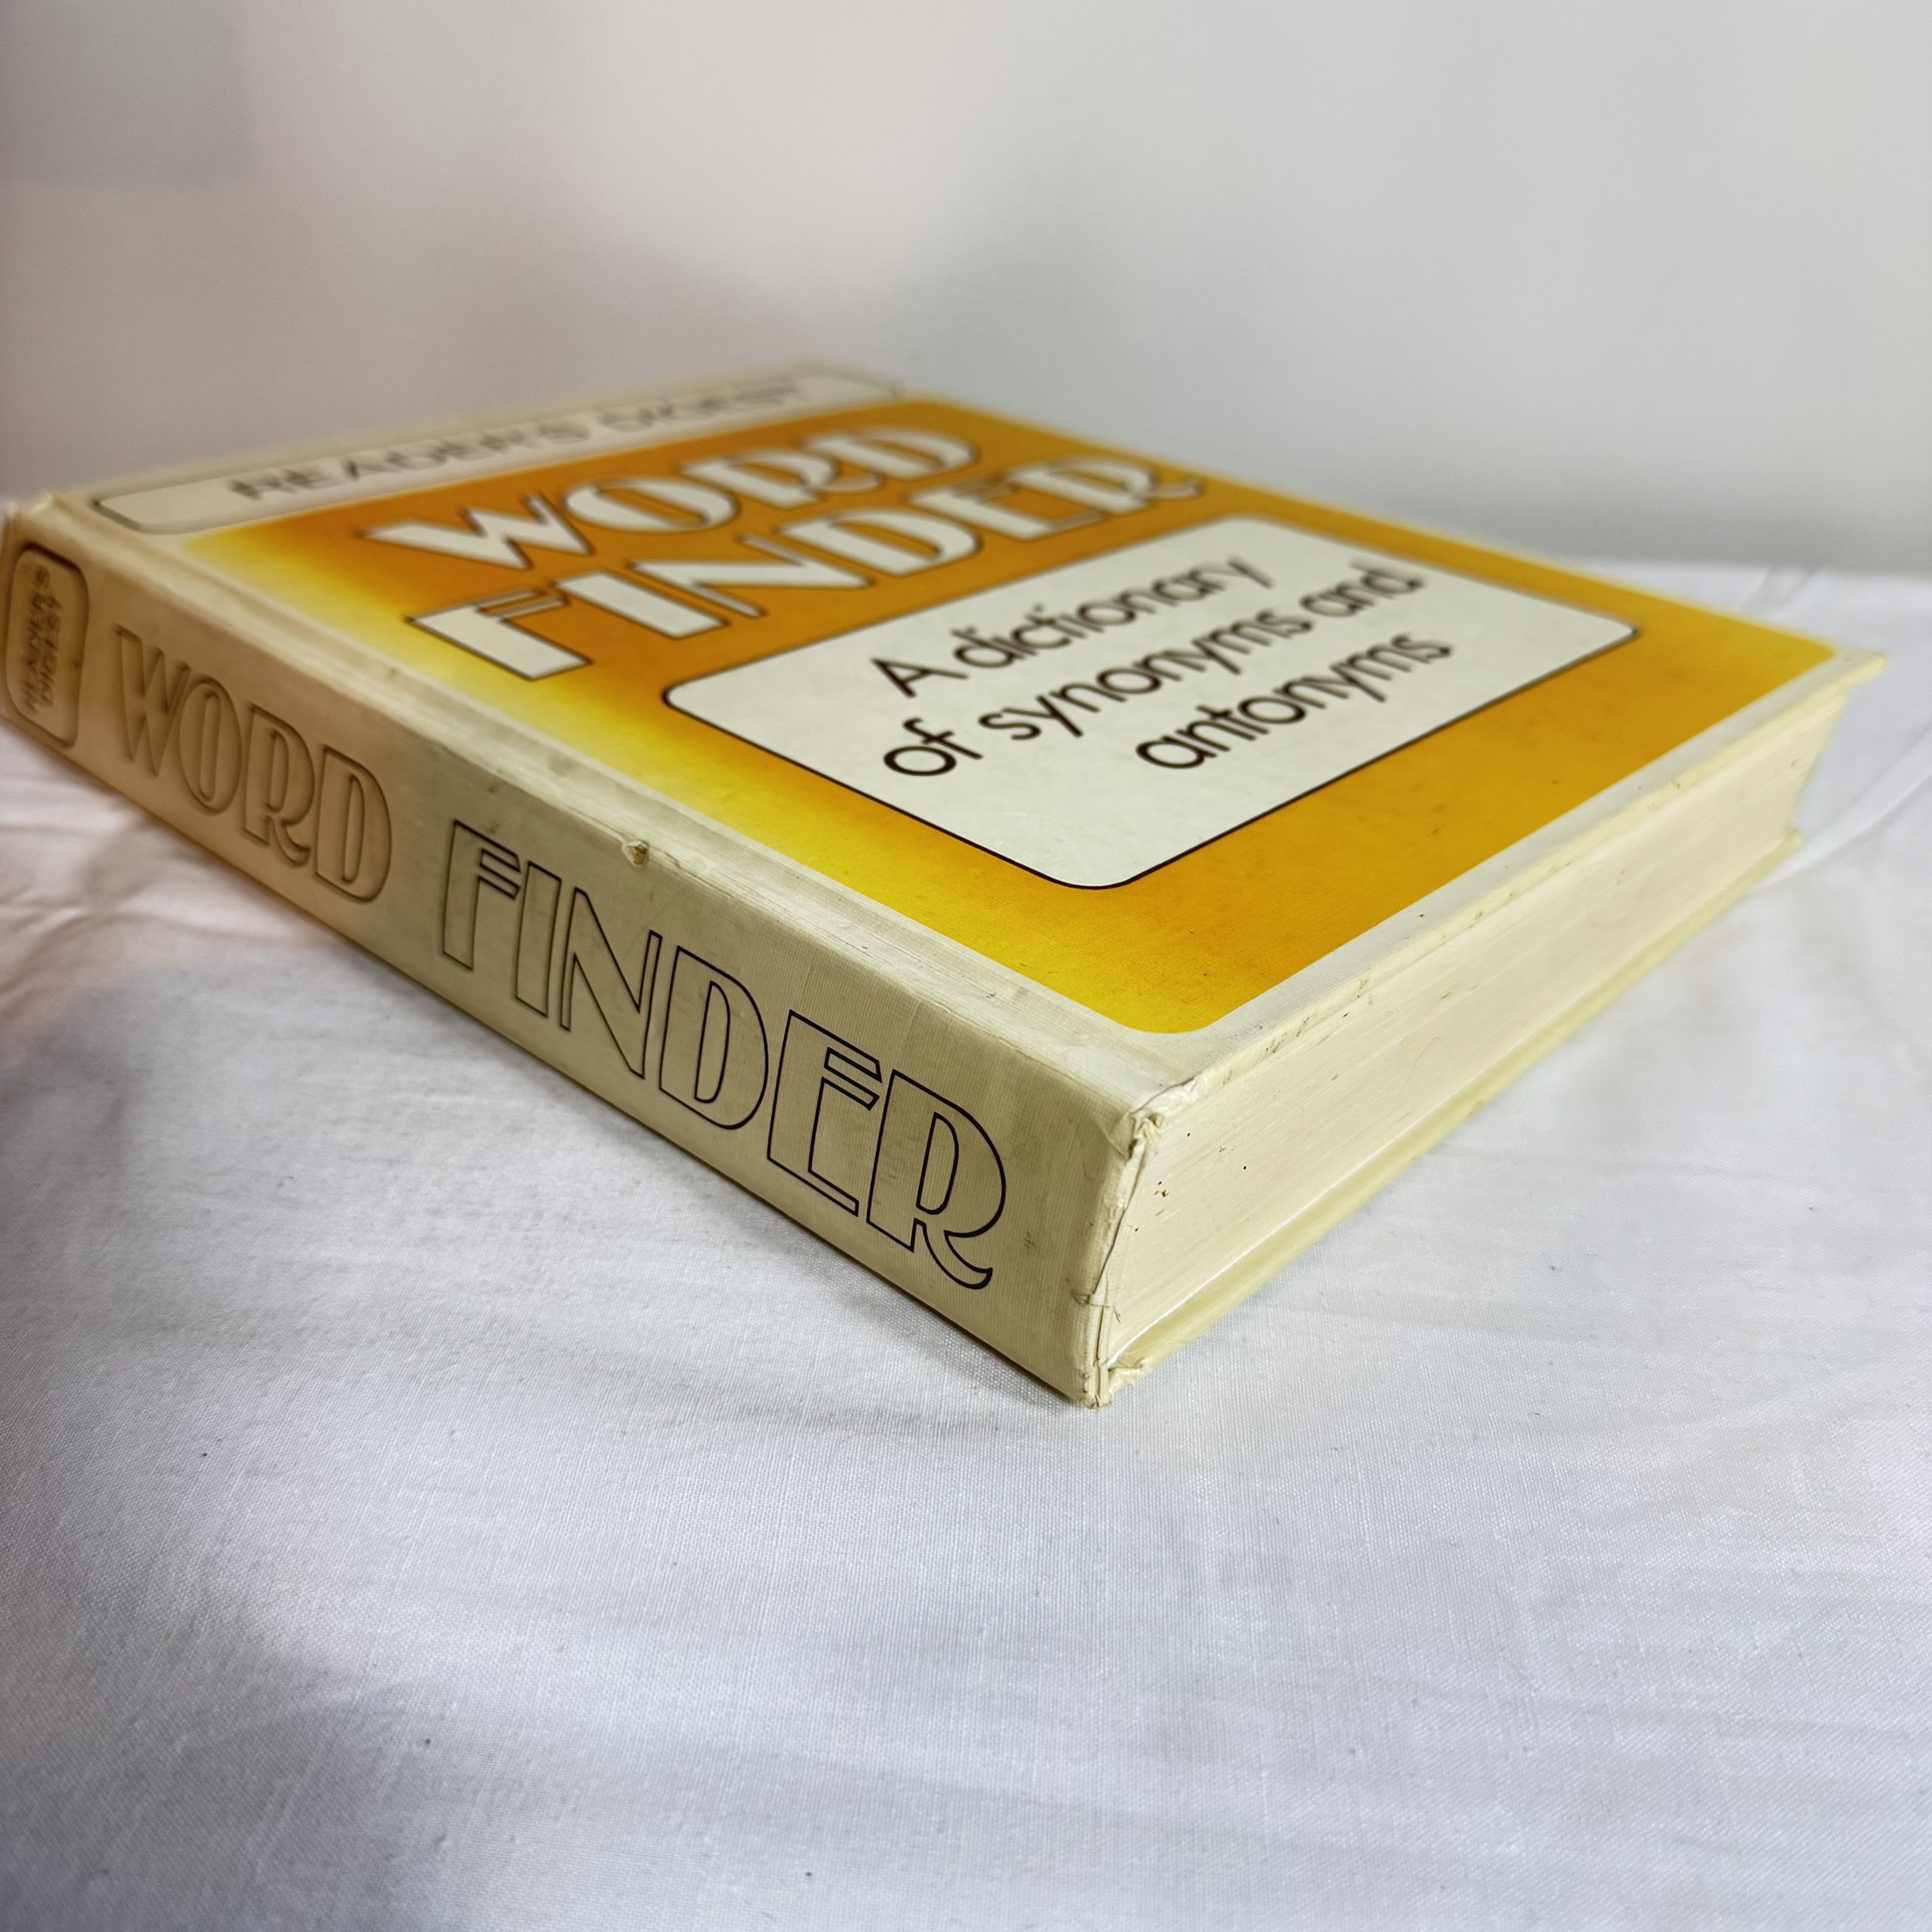 READER'S DIGEST
WORD
FINDER
A dictionary
of synonyms and
antonyms
READER'S
DIGEST
WORD FINDER